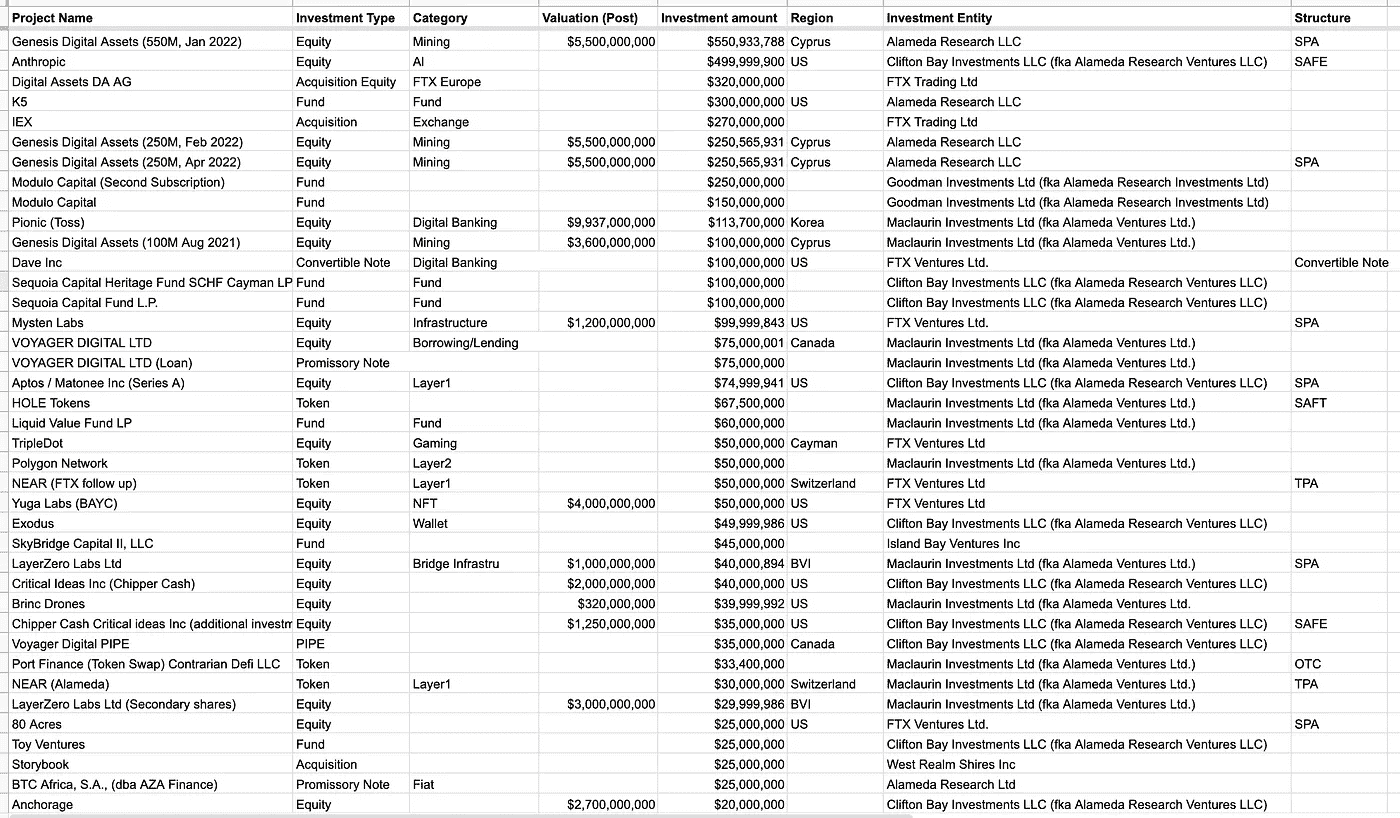 Project Name Investment Type Category Valuation (Post) Investment amount Region Investment Entity Structure
Genesis Digital Assets (550M, Jan 2022) Equity Mining $5,500,000,000 $550,933,788 Cyprus Alameda Research LLC SPA
Anthropic Equity AI $499,999,900 US Clifton Bay Investments LLC (fka Alameda Research Ventures LLC) SAFE
Digital Assets DA AG Acquisition Equity FTX Europe $320,000,000 FTX Trading Ltd
K5 Fund Fund $300,000,000 US Alameda Research LLC
IEX Acquisition Exchange $270,000,000 FTX Trading Ltd
Genesis Digital Assets (250M, Feb 2022) Equity Mining $5,500,000,000 $250,565,931 Cyprus Alameda Research LLC
Genesis Digital Assets (250M, Apr 2022) Equity Mining $5,500,000,000 $250,565,931 Cyprus Alameda Research LLC SPA
Modulo Capital (Second Subscription) Fund $250,000,000 Goodman Investments Ltd (fka Alameda Research Investments Ltd)
Modulo Capital Fund $150,000,000 Goodman Investments Ltd (fka Alameda Research Investments Ltd)
Pionic (Toss) Equity Digital Banking $9,937,000,000 $113,700,000 Korea Maclaurin Investments Ltd (fka Alameda Ventures Ltd.)
Genesis Digital Assets (100M Aug 2021) Equity Mining $3,600,000,000 $100,000,000 Cyprus Maclaurin Investments Ltd (fka Alameda Ventures Ltd.)
Dave Inc Convertible Note Digital Banking $100,000,000 US FTX Ventures Ltd. Convertible Note
Sequoia Capital Heritage Fund SCHF Cayman LP Fund Fund $100,000,000 Clifton Bay Investments LLC (fka Alameda Research Ventures LLC)
Sequoia Capital Fund L.P. Fund Fund $100,000,000 Clifton Bay Investments LLC (fka Alameda Research Ventures LLC)
Mysten Labs Equity Infrastructure $1,200,000,000 $99,999,843 US FTX Ventures Ltd. SPA
VOYAGER DIGITAL LTD Equity Borrowing/Lending $75,000,001 Canada Maclaurin Investments Ltd (fka Alameda Ventures Ltd.)
VOYAGER DIGITAL LTD (Loan) Promissory Note $75,000,000 Maclaurin Investments Ltd (fka Alameda Ventures Ltd.)
Aptos / Matonee Inc (Series A) Equity Layer1 $74,999,941 US Clifton Bay Investments LLC (fka Alameda Research Ventures LLC) SPA
HOLE Tokens Token $67,500,000 Maclaurin Investments Ltd (fka Alameda Ventures Ltd.) SAFT
Liquid Value Fund LP Fund Fund $60,000,000 Maclaurin Investments Ltd (fka Alameda Ventures Ltd.)
TripleDot Equity Gaming $50,000,000 Cayman FTX Ventures Ltd
Polygon Network Token Layer2 $50,000,000 Maclaurin Investments Ltd (fka Alameda Ventures Ltd.)
NEAR (FTX follow up) Token Layer1 $50,000,000 Switzerland FTX Ventures Ltd TPA
Yuga Labs (BAYC) Equity NFT $4,000,000,000 $50,000,000 US FTX Ventures Ltd
Exodus Equity Wallet $49,999,986 US Clifton Bay Investments LLC (fka Alameda Research Ventures LLC)
SkyBridge Capital II, LLC Fund $45,000,000 Island Bay Ventures Inc
LayerZero Labs Ltd Equity Bridge Infrastru $1,000,000,000 $40,000,894 BVI Maclaurin Investments Ltd (fka Alameda Ventures Ltd.) SPA
Critical Ideas Inc (Chipper Cash) Equity $2,000,000,000 $40,000,000 US Clifton Bay Investments LLC (fka Alameda Research Ventures LLC)
Brinc Drones Equity $320,000,000 $39,999,992 US Maclaurin Investments Ltd (fka Alameda Ventures Ltd.
Chipper Cash Critical ideas Inc (additional investm Equity $1,250,000,000 $35,000,000 US Clifton Bay Investments LLC (fka Alameda Research Ventures LLC) SAFE
Voyager Digital PIPE PIPE $35,000,000 Canada Clifton Bay Investments LLC (fka Alameda Research Ventures LLC)
Port Finance (Token Swap) Contrarian Defi LLC Token $33,400,000 Maclaurin Investments Ltd (fka Alameda Ventures Ltd.) OTC
NEAR (Alameda) Token Layer1 $30,000,000 Switzerland Maclaurin Investments Ltd (fka Alameda Ventures Ltd.) TPA
LayerZero Labs Ltd (Secondary shares) Equity $3,000,000,000 $29,999,986 BVI Maclaurin Investments Ltd (fka Alameda Ventures Ltd.)
80 Acres Equity $25,000,000 US FTX Ventures Ltd. SPA
Toy Ventures Fund $25,000,000 Clifton Bay Investments LLC (fka Alameda Research Ventures LLC)
Storybook Acquisition $25,000,000 West Realm Shires Inc
BTC Africa, S.A., (dba AZA Finance) Promissory Note Fiat $25,000,000 Alameda Research Ltd
Anchorage Equity $2,700,000,000 $20,000,000 Clifton Bay Investments LLC (fka Alameda Research Ventures LLC)